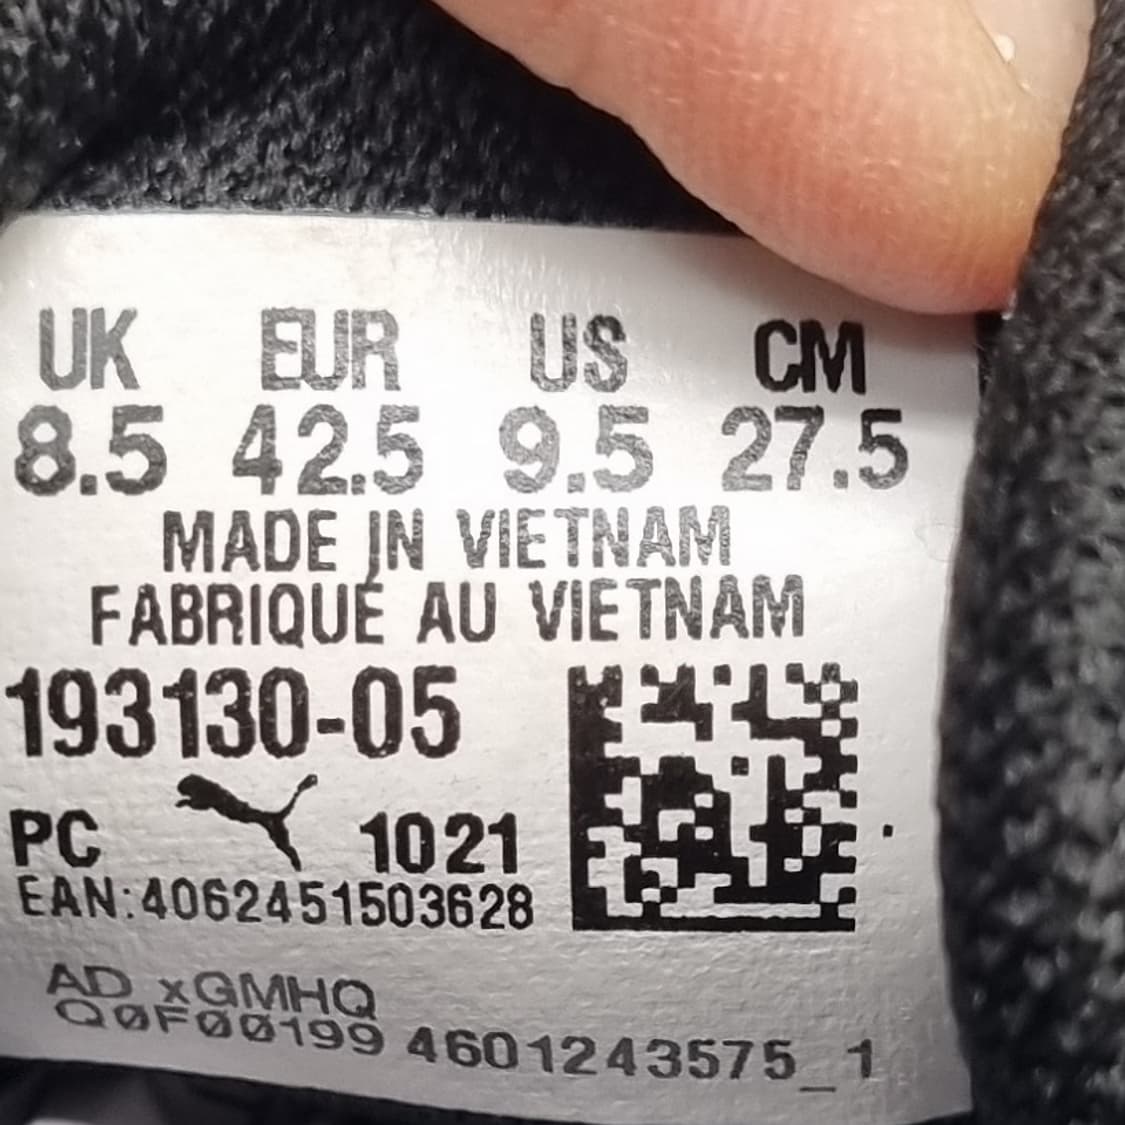 UK EUR US CM
8.5 42.5 9.5 27.5
MADE IN VIETNAM
FABRIQUÉ AU VIETNAM
193130-05
PC 1021
EAN:4062451503628
AD xGMHQ
Q0F00199 4601243575_1